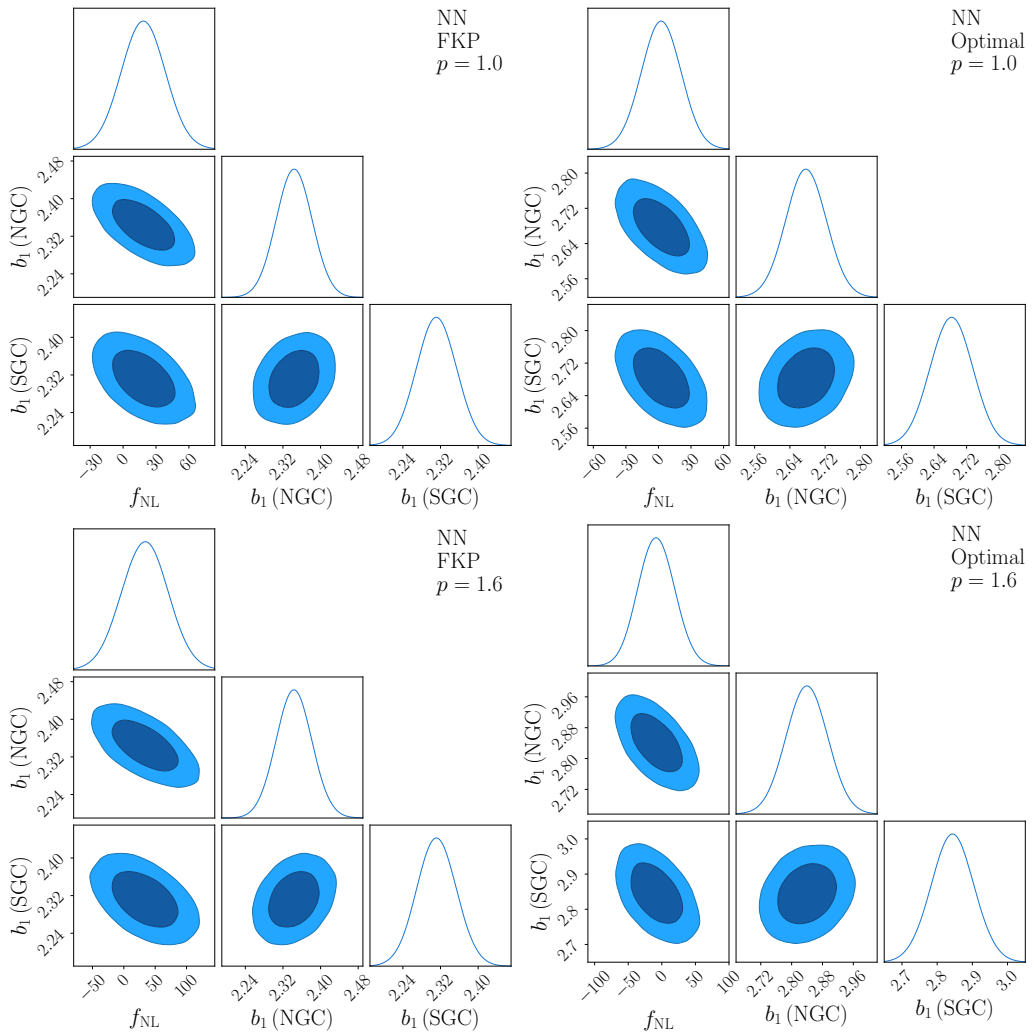 NN
FKP
p = 1.0
b₁ (NGC)
2.48
2.40
2.32
2.24
b₁ (SGC)
2.40
2.32
2.24
−30 0 30 60
2.24 2.32 2.40 2.48
2.24 2.32 2.40
f_NL b₁ (NGC) b₁ (SGC)
NN
Optimal
p = 1.0
b₁ (NGC)
2.80
2.72
2.64
2.56
b₁ (SGC)
2.80
2.72
2.64
2.56
−60 −30 0 30 60
2.56 2.64 2.72 2.80
2.56 2.64 2.72 2.80
f_NL b₁ (NGC) b₁ (SGC)
NN
FKP
p = 1.6
b₁ (NGC)
2.48
2.40
2.32
2.24
b₁ (SGC)
2.40
2.32
2.24
−50 0 50 100
2.24 2.32 2.40 2.48
2.24 2.32 2.40
f_NL b₁ (NGC) b₁ (SGC)
NN
Optimal
p = 1.6
b₁ (NGC)
2.96
2.88
2.80
2.72
b₁ (SGC)
3.0
2.9
2.8
2.7
−100 −50 0 50 100
2.72 2.80 2.88 2.96
2.7 2.8 2.9 3.0
f_NL b₁ (NGC) b₁ (SGC)